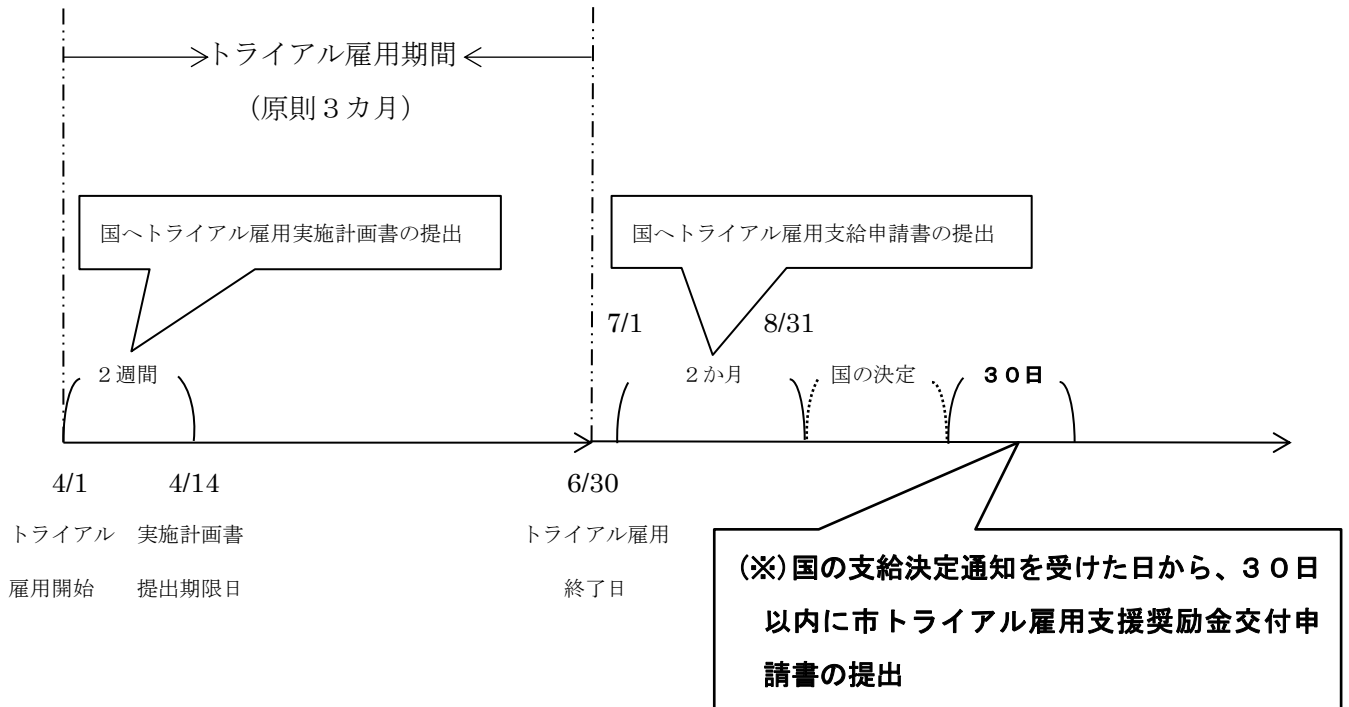 トライアル雇用期間
（原則３カ月）
国へトライアル雇用実施計画書の提出
国へトライアル雇用支給申請書の提出
7/1
8/31
２週間
２か月
国の決定
３０日
4/1
4/14
6/30
トライアル
雇用開始
実施計画書
提出期限日
トライアル雇用
終了日
(※)国の支給決定通知を受けた日から、３０日
以内に市トライアル雇用支援奨励金交付申
請書の提出